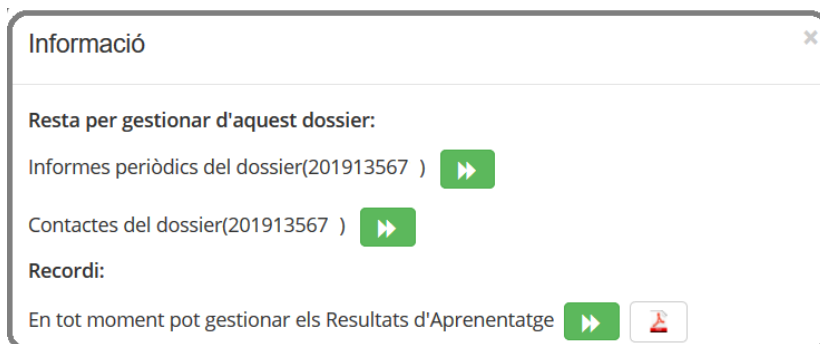 Informació
Resta per gestionar d'aquest dossier:
Informes periòdics del dossier(201913567 )
Contactes del dossier(201913567 )
Recordi:
En tot moment pot gestionar els Resultats d'Aprenentatge